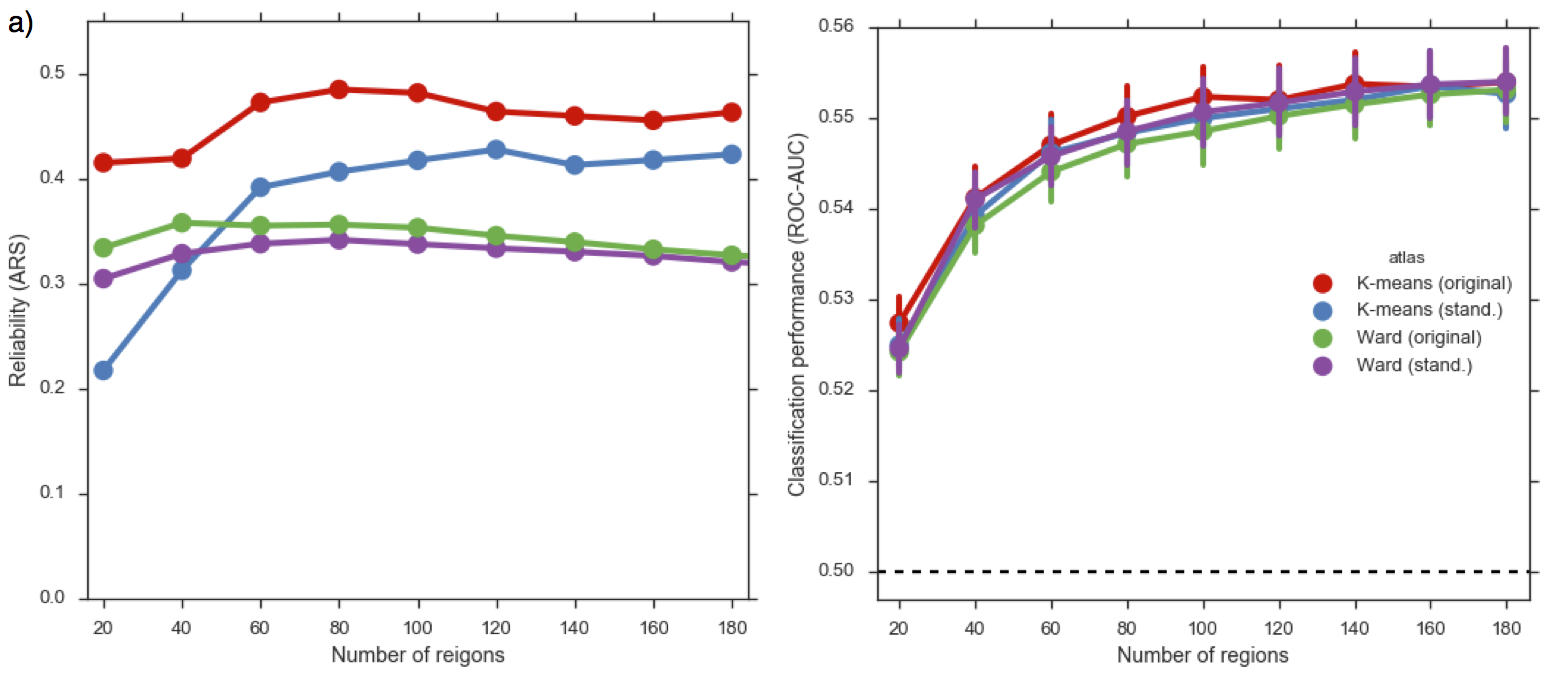 a)
Reliability (ARS)
0.5
0.4
0.3
0.2
0.1
0.0
20 40 60 80 100 120 140 160 180
Number of reigons
Classification performance (ROC-AUC)
0.56
0.55
0.54
0.53
0.52
0.51
0.50
atlas
K-means (original)
K-means (stand.)
Ward (original)
Ward (stand.)
20 40 60 80 100 120 140 160 180
Number of regions